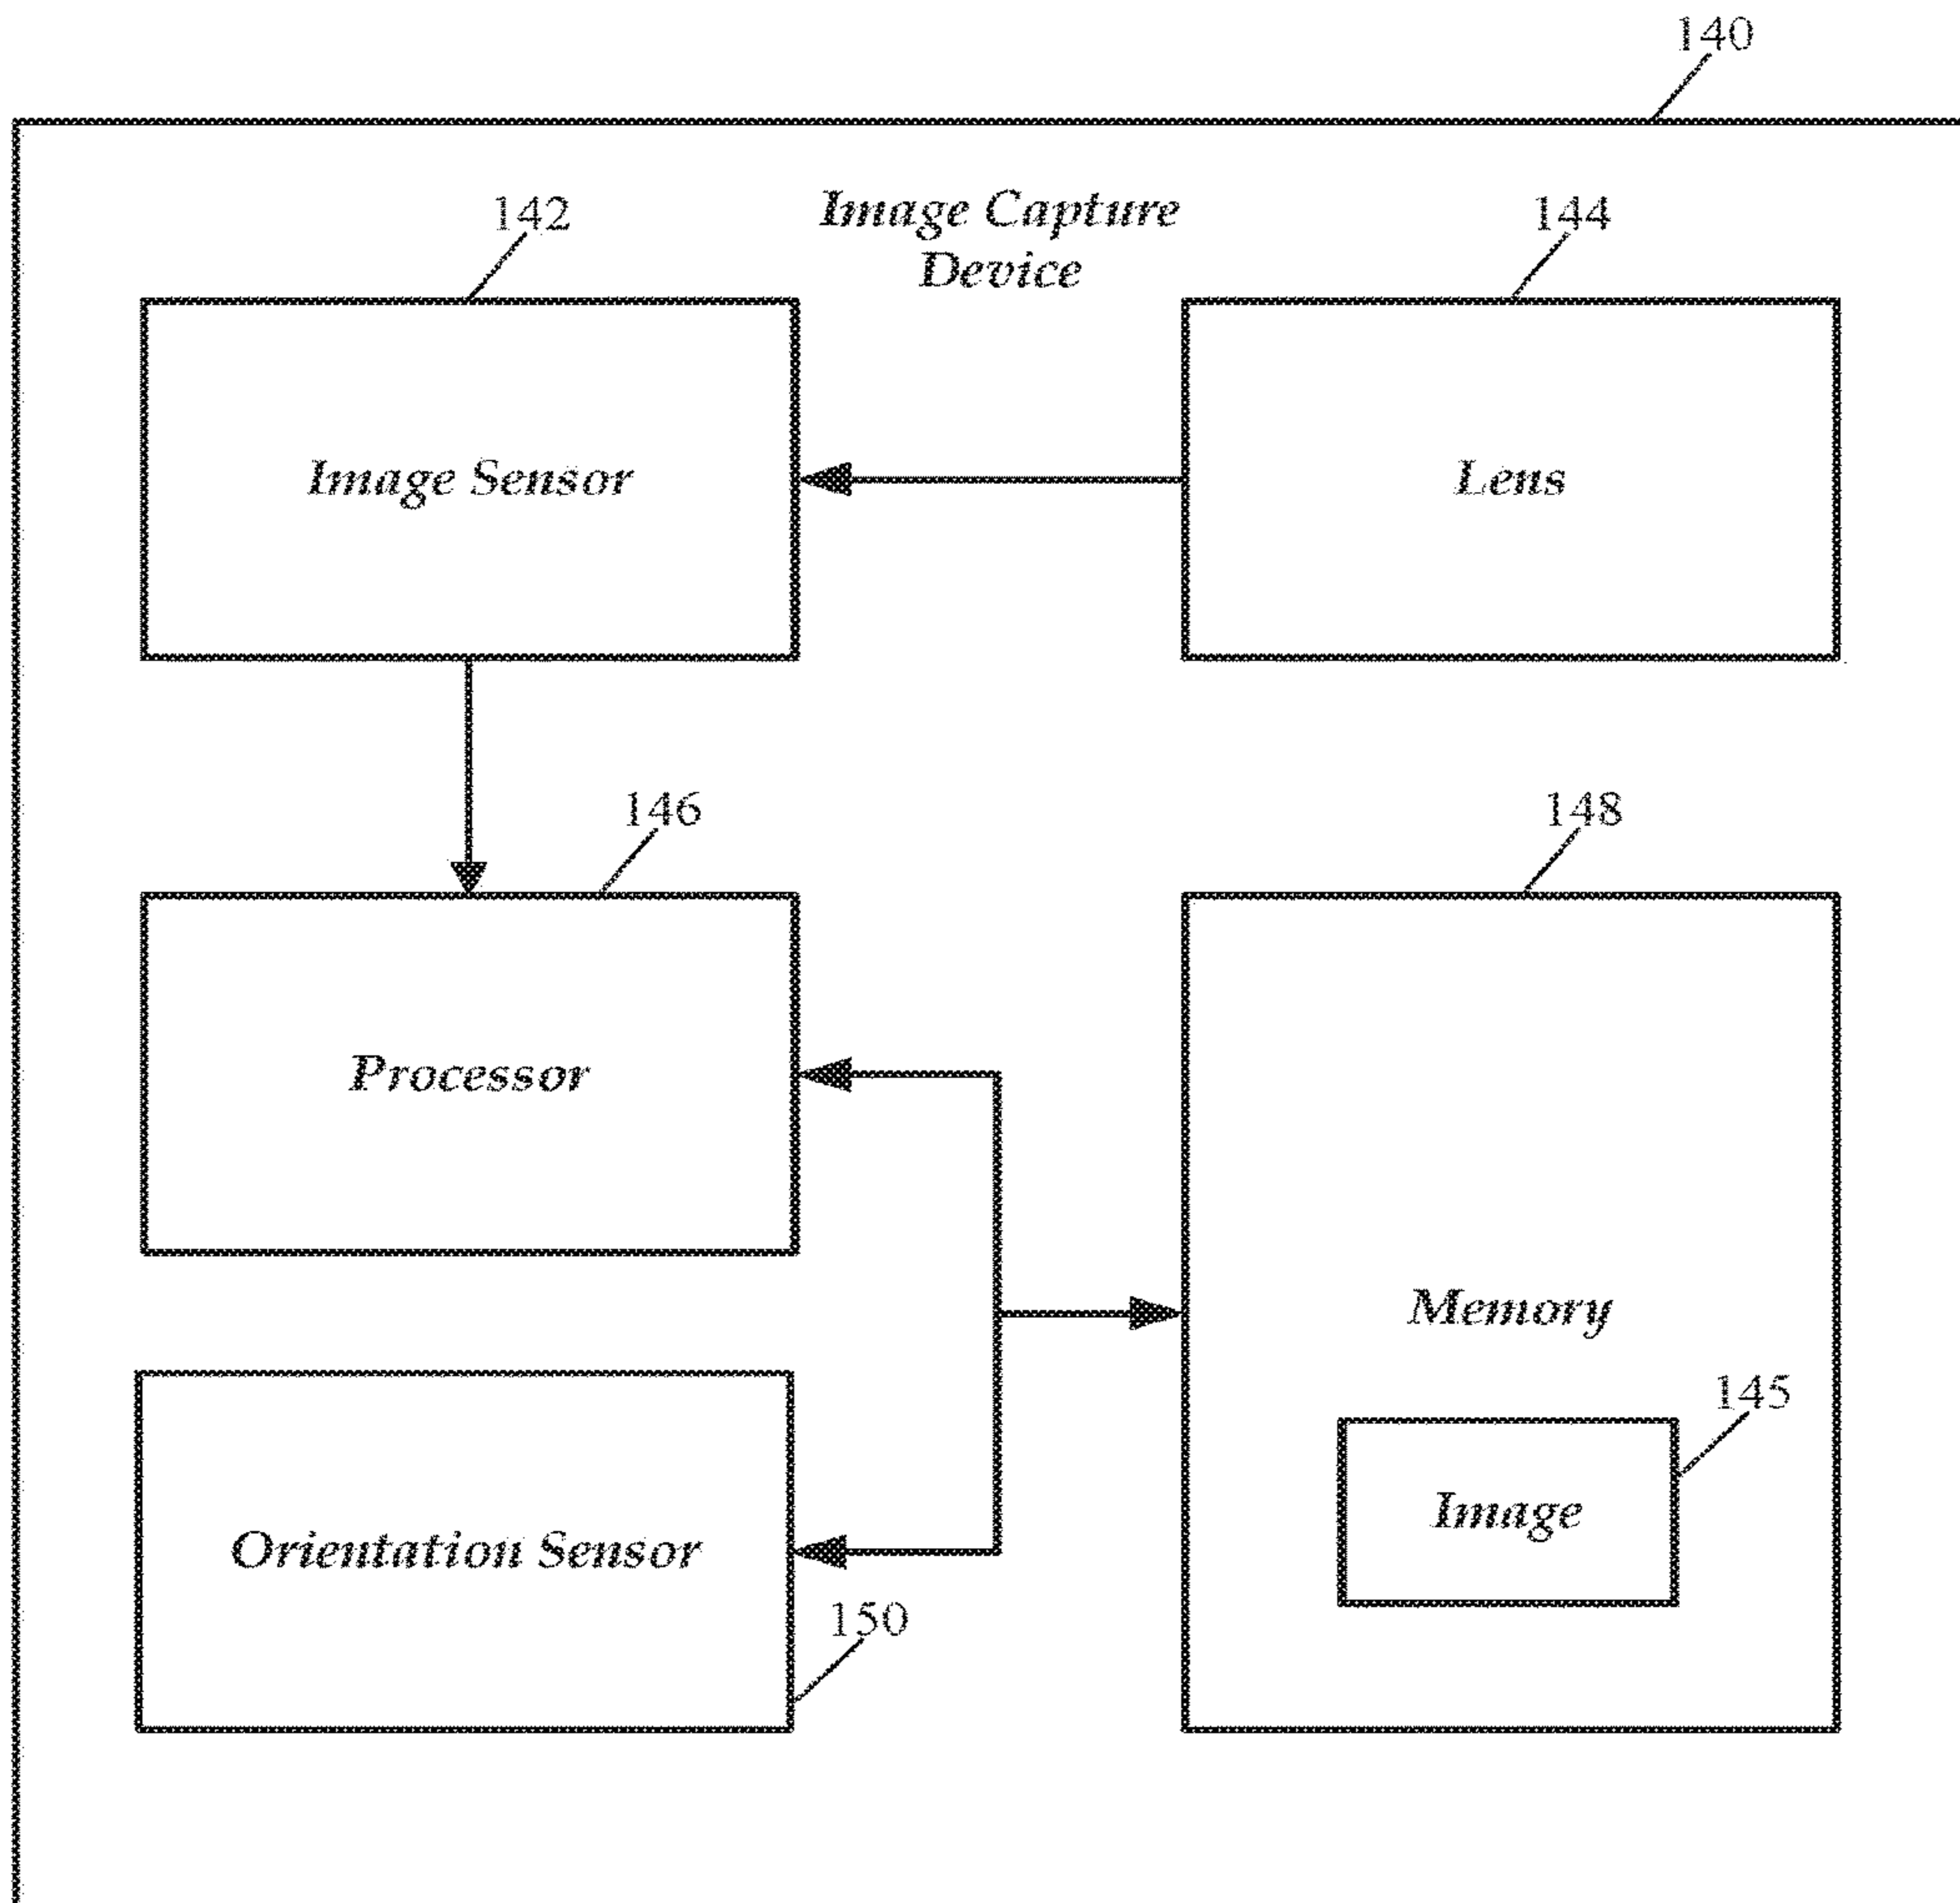 140
Image Capture
Device
142
144
Image Sensor
Lens
146
148
Processor
Memory
145
Image
Orientation Sensor
150